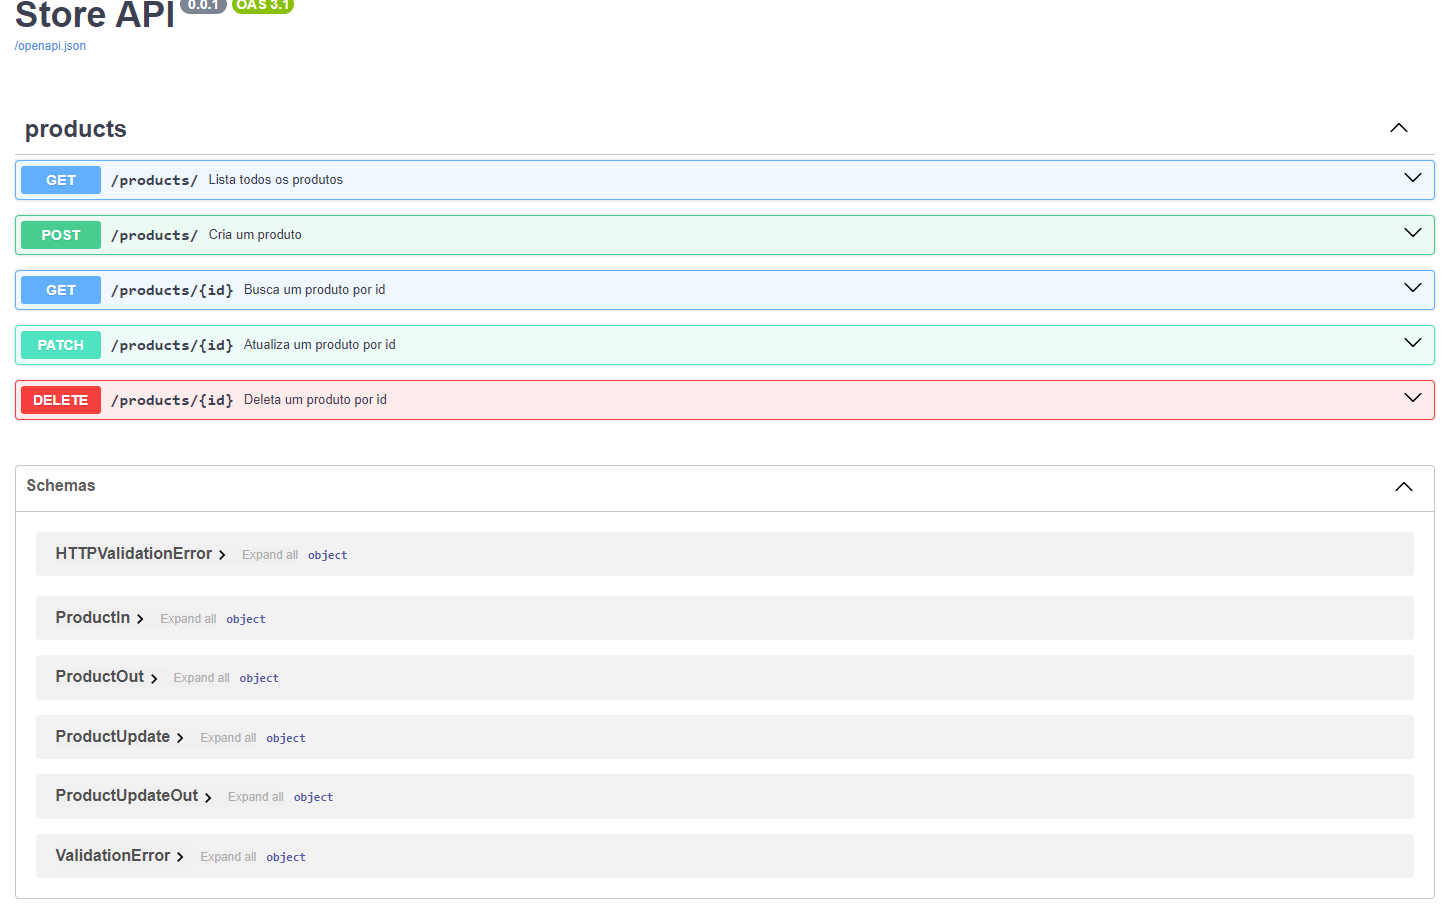 Store API 0.0.1 OAS 3.1
/openapi.json
products
GET /products/ Lista todos os produtos
POST /products/ Cria um produto
GET /products/{id} Busca um produto por id
PATCH /products/{id} Atualiza um produto por id
DELETE /products/{id} Deleta um produto por id
Schemas
HTTPValidationError Expand all object
ProductIn Expand all object
ProductOut Expand all object
ProductUpdate Expand all object
ProductUpdateOut Expand all object
ValidationError Expand all object